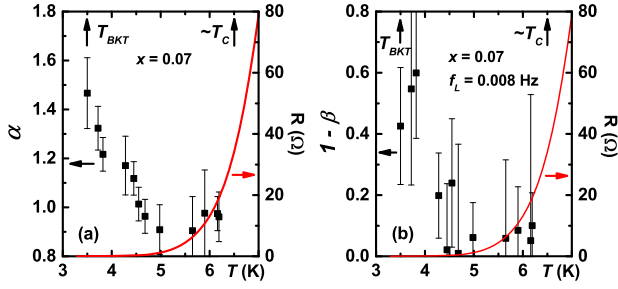 1.8
1.6
1.4
1.2
1.0
0.8
α
T_BKT
~T_C
x = 0.07
(a)
80
60
40
20
0
R (Ω)
3 4 5 6 T (K)
0.8
0.6
0.4
0.2
0.0
1 - β
T_BKT
~T_C
x = 0.07
f_L = 0.008 Hz
(b)
80
60
40
20
0
R (Ω)
3 4 5 6 T (K)